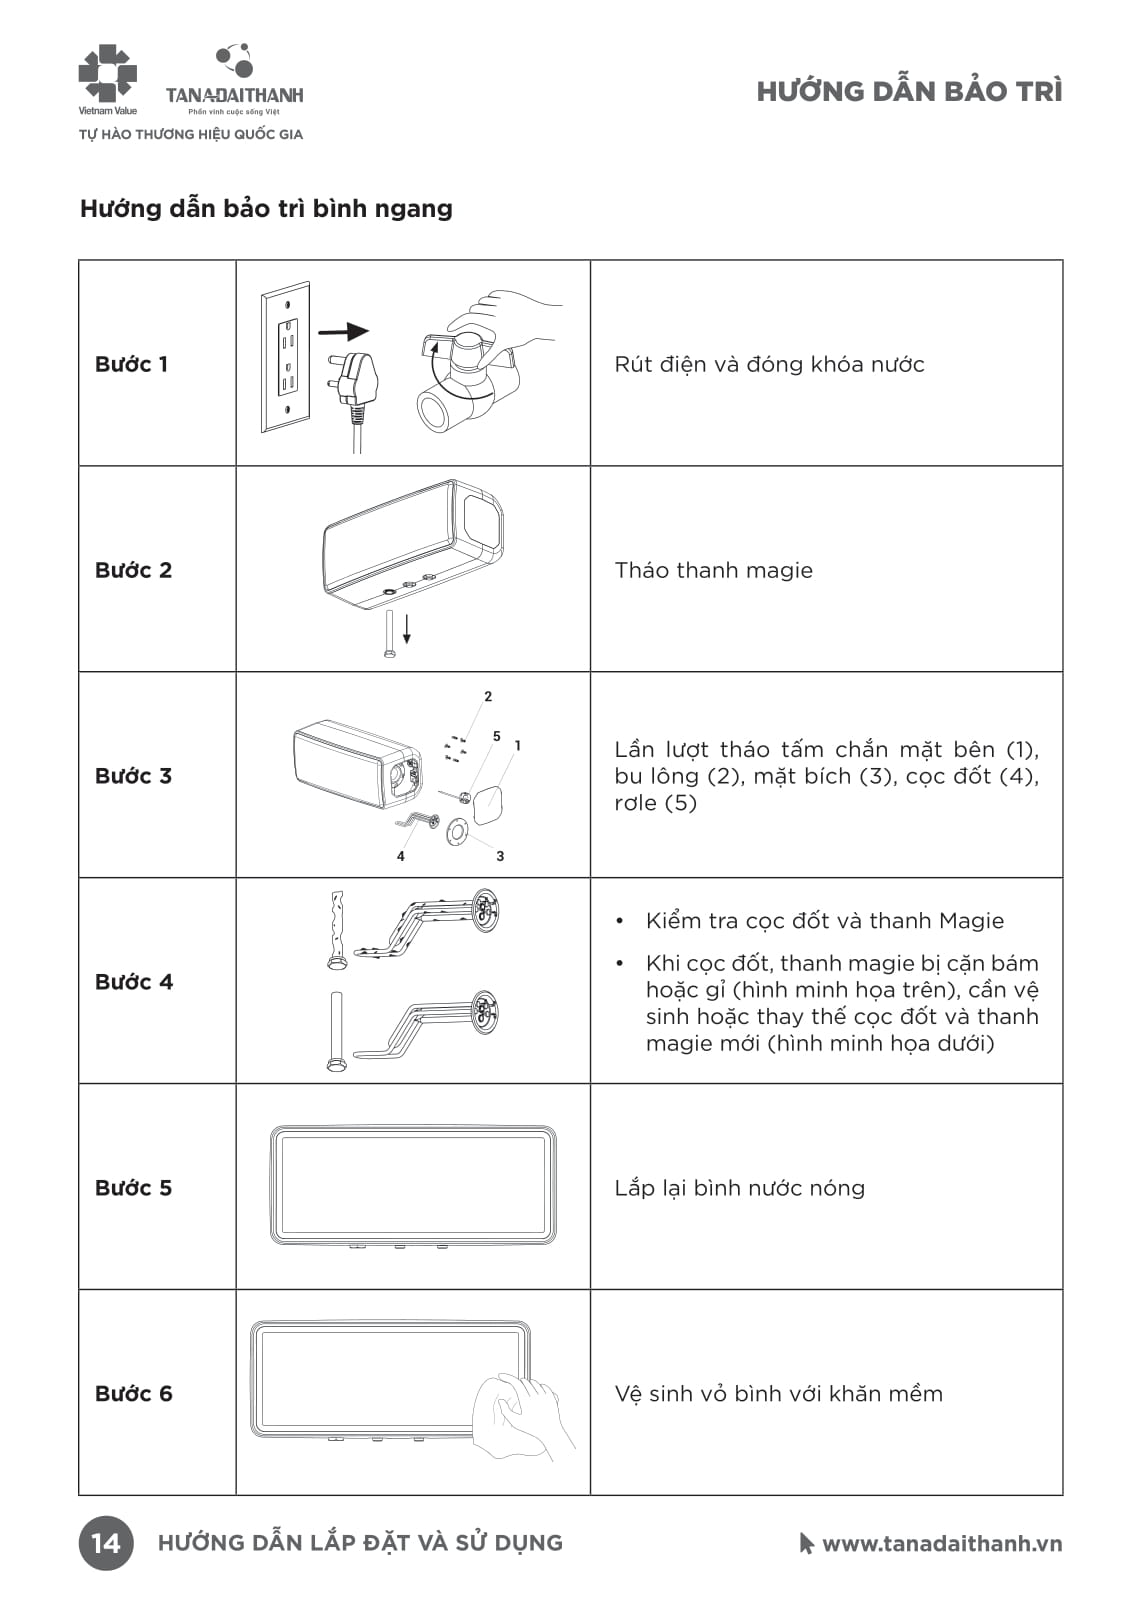 Vietnam Value
TANADAITHANH
Phồn vinh cuộc sống Việt
TỰ HÀO THƯƠNG HIỆU QUỐC GIA
HƯỚNG DẪN BẢO TRÌ
Hướng dẫn bảo trì bình ngang
Bước 1
Rút điện và đóng khóa nước
Bước 2
Tháo thanh magie
Bước 3
2
5
1
4
3
Lần lượt tháo tấm chắn mặt bên (1),
bu lông (2), mặt bích (3), cọc đốt (4),
rơle (5)
Bước 4
• Kiểm tra cọc đốt và thanh Magie
• Khi cọc đốt, thanh magie bị cặn bám
hoặc gỉ (hình minh họa trên), cần vệ
sinh hoặc thay thế cọc đốt và thanh
magie mới (hình minh họa dưới)
Bước 5
Lắp lại bình nước nóng
Bước 6
Vệ sinh vỏ bình với khăn mềm
14
HƯỚNG DẪN LẮP ĐẶT VÀ SỬ DỤNG
www.tanadaithanh.vn